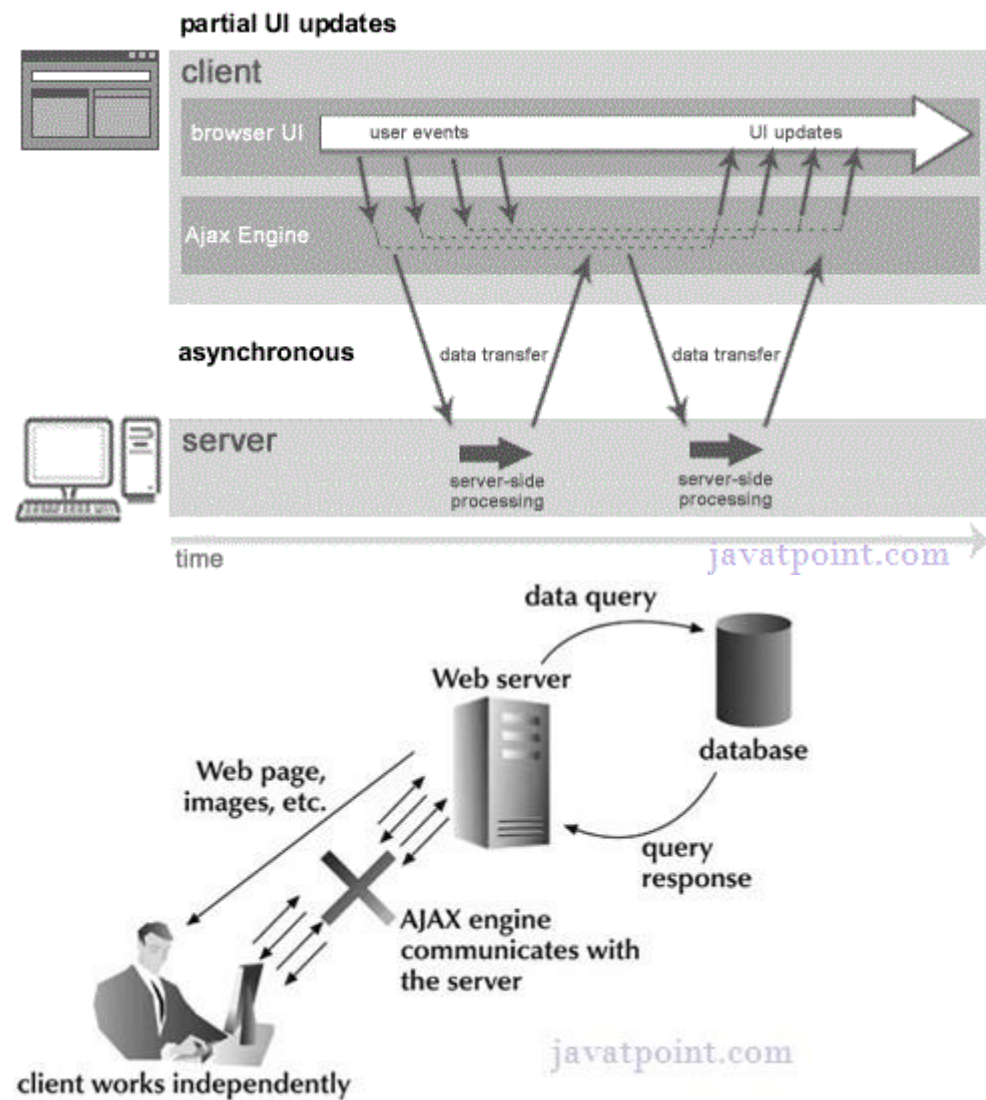 partial UI updates
client
browser UI
user events
UI updates
Ajax Engine
asynchronous
data transfer
data transfer
server
server-side
processing
server-side
processing
time
javatpoint.com
data query
Web server
database
Web page,
images, etc.
query
response
AJAX engine
communicates with
the server
javatpoint.com
client works independently